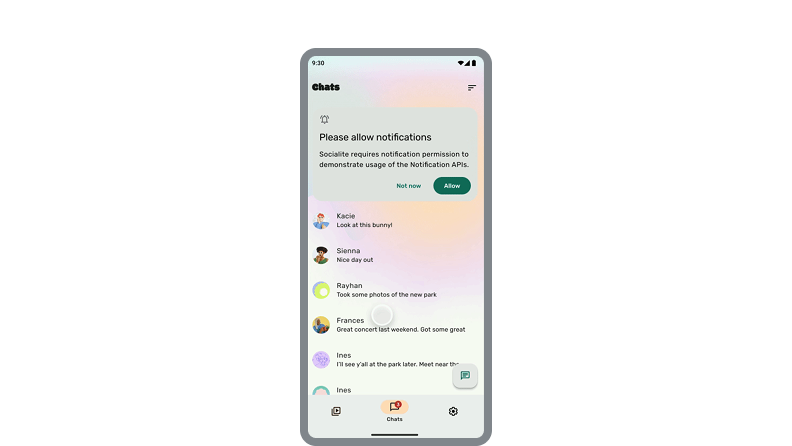 9:30
Chats
Please allow notifications
Socialite requires notification permission to
demonstrate usage of the Notification APIs.
Not now
Allow
Kacie
Look at this bunny!
Sienna
Nice day out
Rayhan
Took some photos of the new park
Frances
Great concert last weekend. Got some great
Ines
I'll see y'all at the park later. Meet near the
Ines
Chats